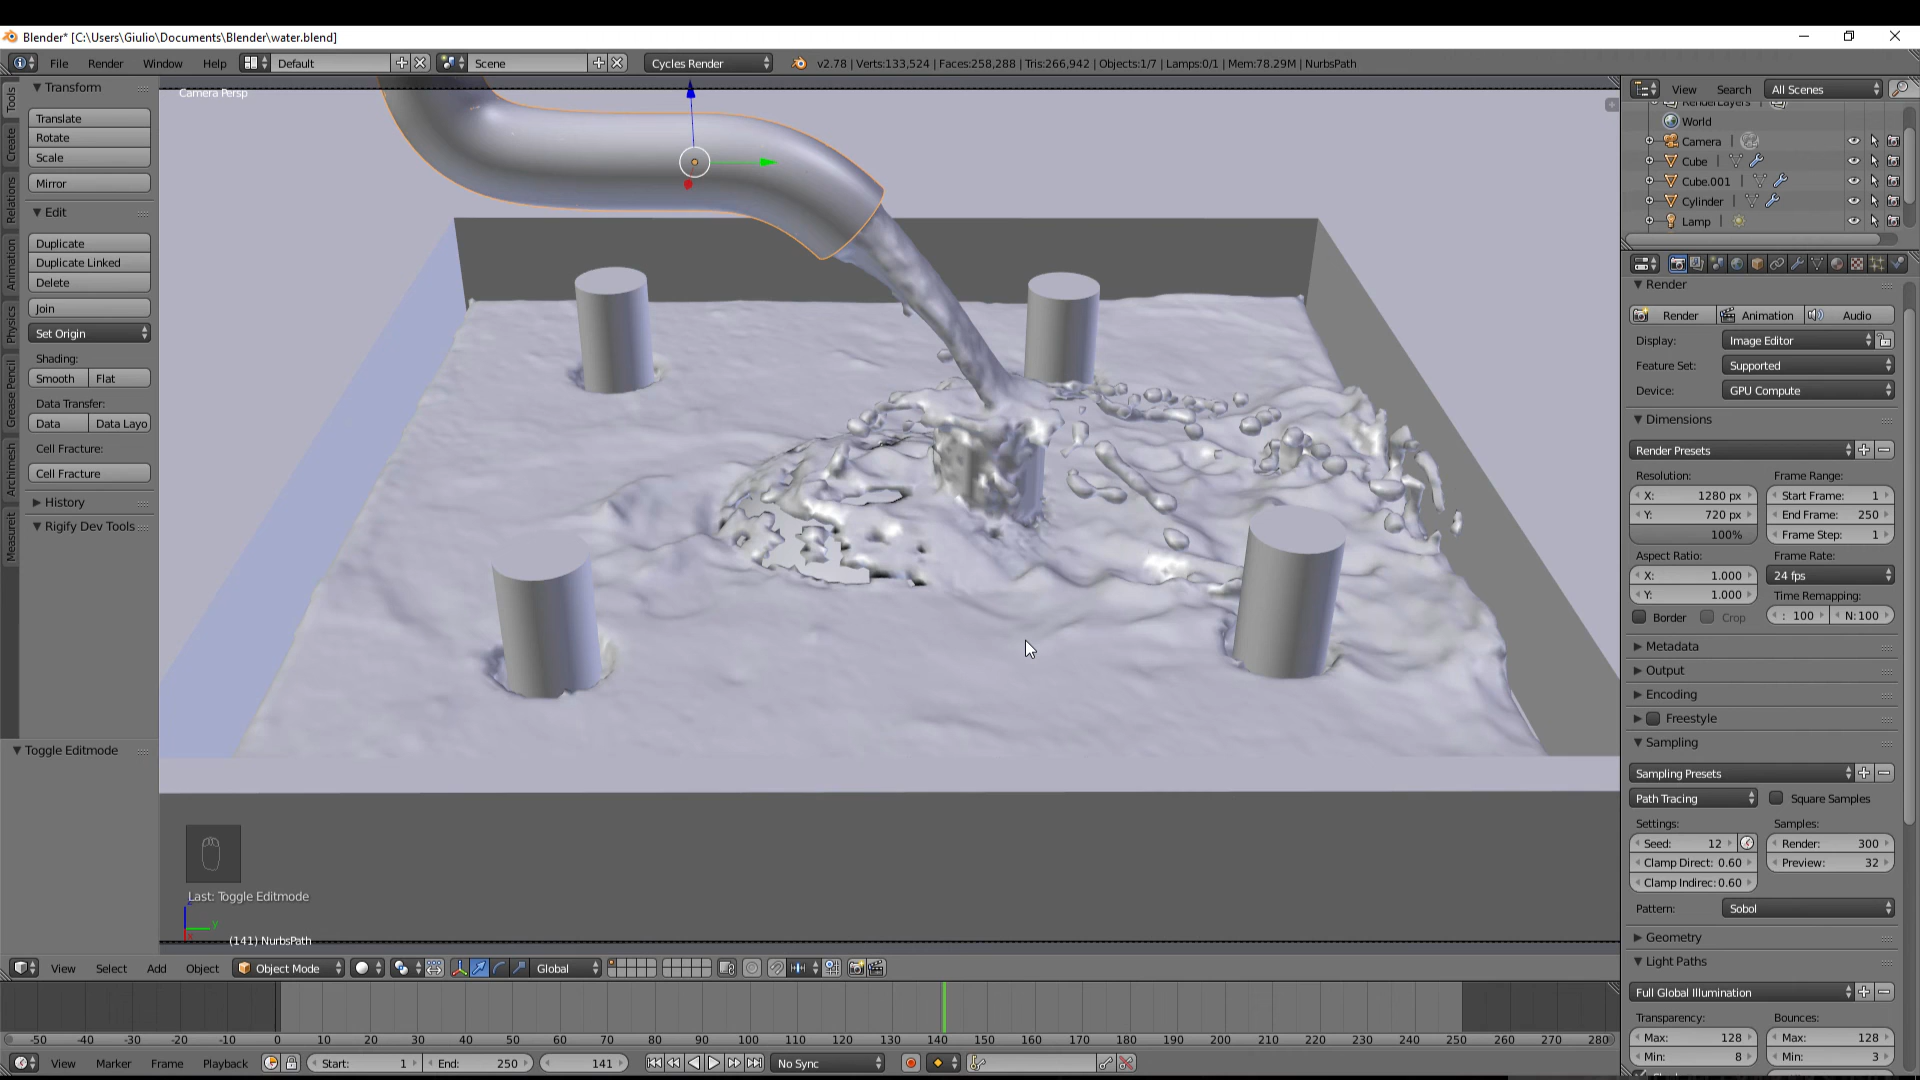 Blender* [C:\Users\Giulio\Documents\Blender\water.blend]
File Render Window Help Default Scene Cycles Render v2.78 | Verts:133,524 | Faces:258,288 | Tris:266,942 | Objects:1/7 | Lamps:0/1 | Mem:78.29M | NurbsPath
Tools
Create
Relations
Animation
Physics
Grease Pencil
Archimesh
Measureit
Transform
Translate
Rotate
Scale
Mirror
Edit
Duplicate
Duplicate Linked
Delete
Join
Set Origin
Shading:
Smooth Flat
Data Transfer:
Data Data Layo
Cell Fracture:
Cell Fracture
History
Rigify Dev Tools
Toggle Editmode
Camera Persp
Last: Toggle Editmode
z
y
(141) NurbsPath
View Select Add Object Object Mode Global
-50 -40 -30 -20 -10 0 10 20 30 40 50 60 70 80 90 100 110 120 130 140 150 160 170 180 190 200 210 220 230 240 250 260 270 280
View Marker Frame Playback Start: 1 End: 250 141 No Sync
View Search All Scenes
RenderLayers
World
Camera
Cube
Cube.001
Cylinder
Lamp
Render
Render Animation Audio
Display: Image Editor
Feature Set: Supported
Device: GPU Compute
Dimensions
Render Presets
Resolution: Frame Range:
X: 1280 px Start Frame: 1
Y: 720 px End Frame: 250
100% Frame Step: 1
Aspect Ratio: Frame Rate:
X: 1.000 24 fps
Y: 1.000 Time Remapping:
Border Crop : 100 N:100
Metadata
Output
Encoding
Freestyle
Sampling
Sampling Presets
Path Tracing Square Samples
Settings: Samples:
Seed: 12 Render: 300
Clamp Direct: 0.60 Preview: 32
Clamp Indirec: 0.60
Pattern: Sobol
Geometry
Light Paths
Full Global Illumination
Transparency: Bounces:
Max: 128 Max: 128
Min: 8 Min: 3